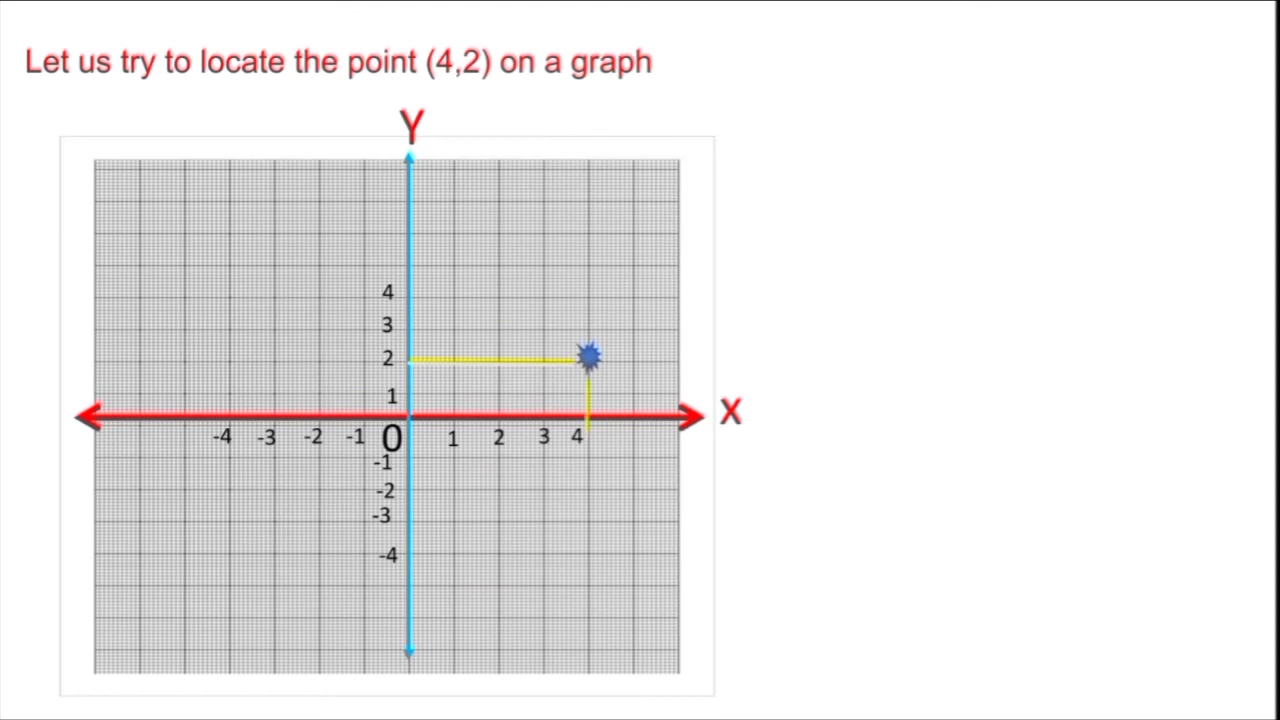 Let us try to locate the point (4,2) on a graph
Y
4
3
2
1
X
-4 -3 -2 -1 0 1 2 3 4
-1
-2
-3
-4